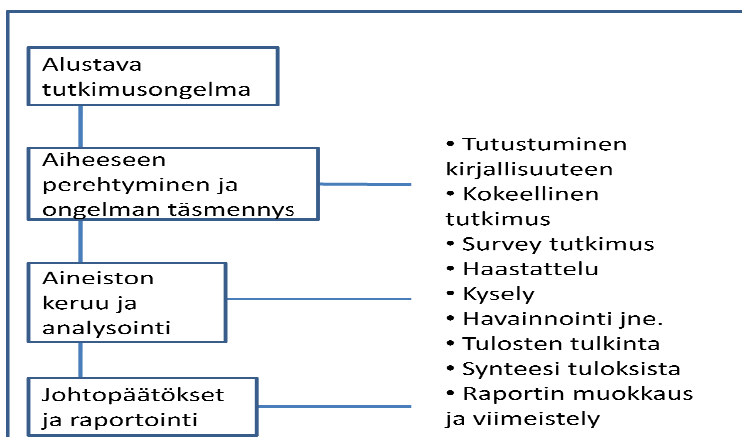 Alustava
tutkimusongelma
Aiheeseen
perehtyminen ja
ongelman täsmennys
Aineiston
keruu ja
analysointi
Johtopäätökset
ja raportointi
• Tutustuminen
kirjallisuuteen
• Kokeellinen
tutkimus
• Survey tutkimus
• Haastattelu
• Kysely
• Havainnointi jne.
• Tulosten tulkinta
• Synteesi tuloksista
• Raportin muokkaus
ja viimeistely